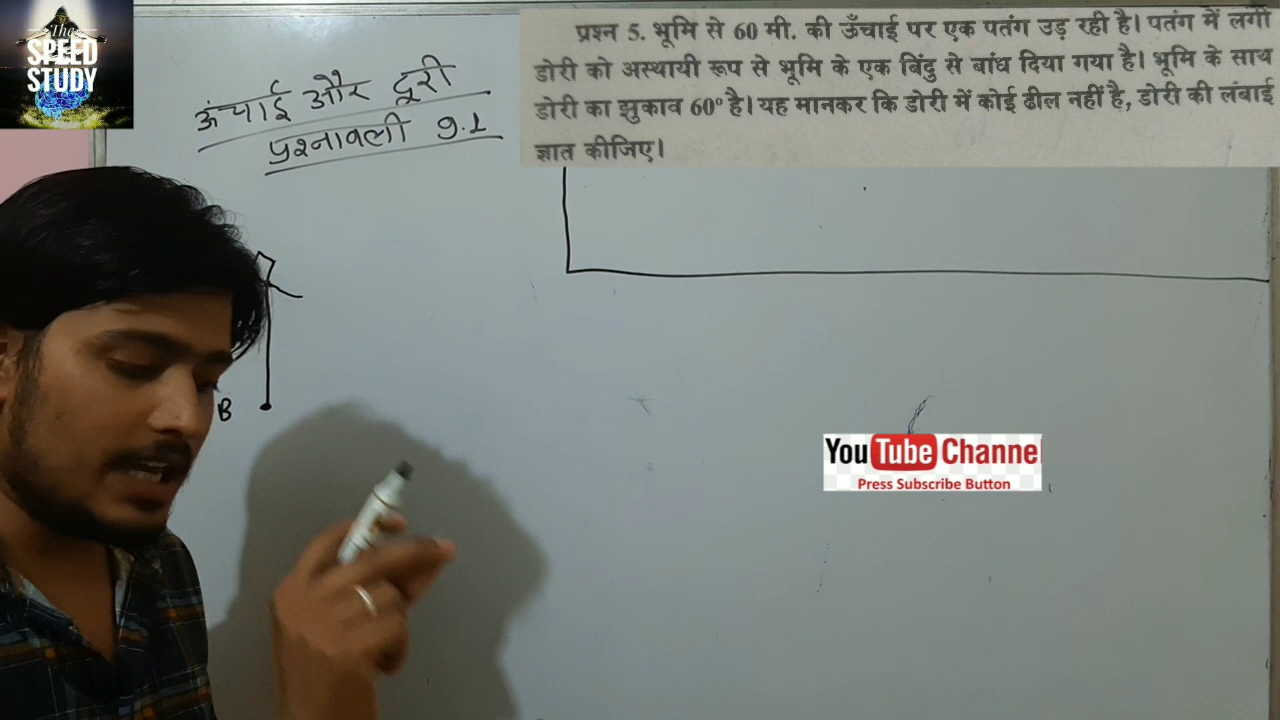 The
SPEED
STUDY
ऊंचाई और दूरी
प्रश्नावली 9.1
प्रश्न 5. भूमि से 60 मी. की ऊँचाई पर एक पतंग उड़ रही है। पतंग में लगी
डोरी को अस्थायी रूप से भूमि के एक बिंदु से बांध दिया गया है। भूमि के साथ
डोरी का झुकाव 60° है। यह मानकर कि डोरी में कोई ढील नहीं है, डोरी की लंबाई
ज्ञात कीजिए।
B
YouTube Channe
Press Subscribe Button